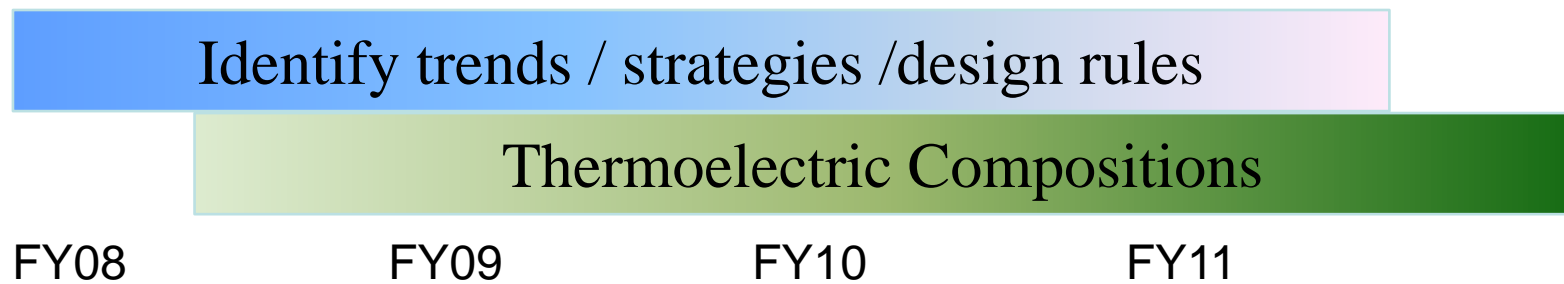 Identify trends / strategies /design rules
Thermoelectric Compositions
FY08 FY09 FY10 FY11